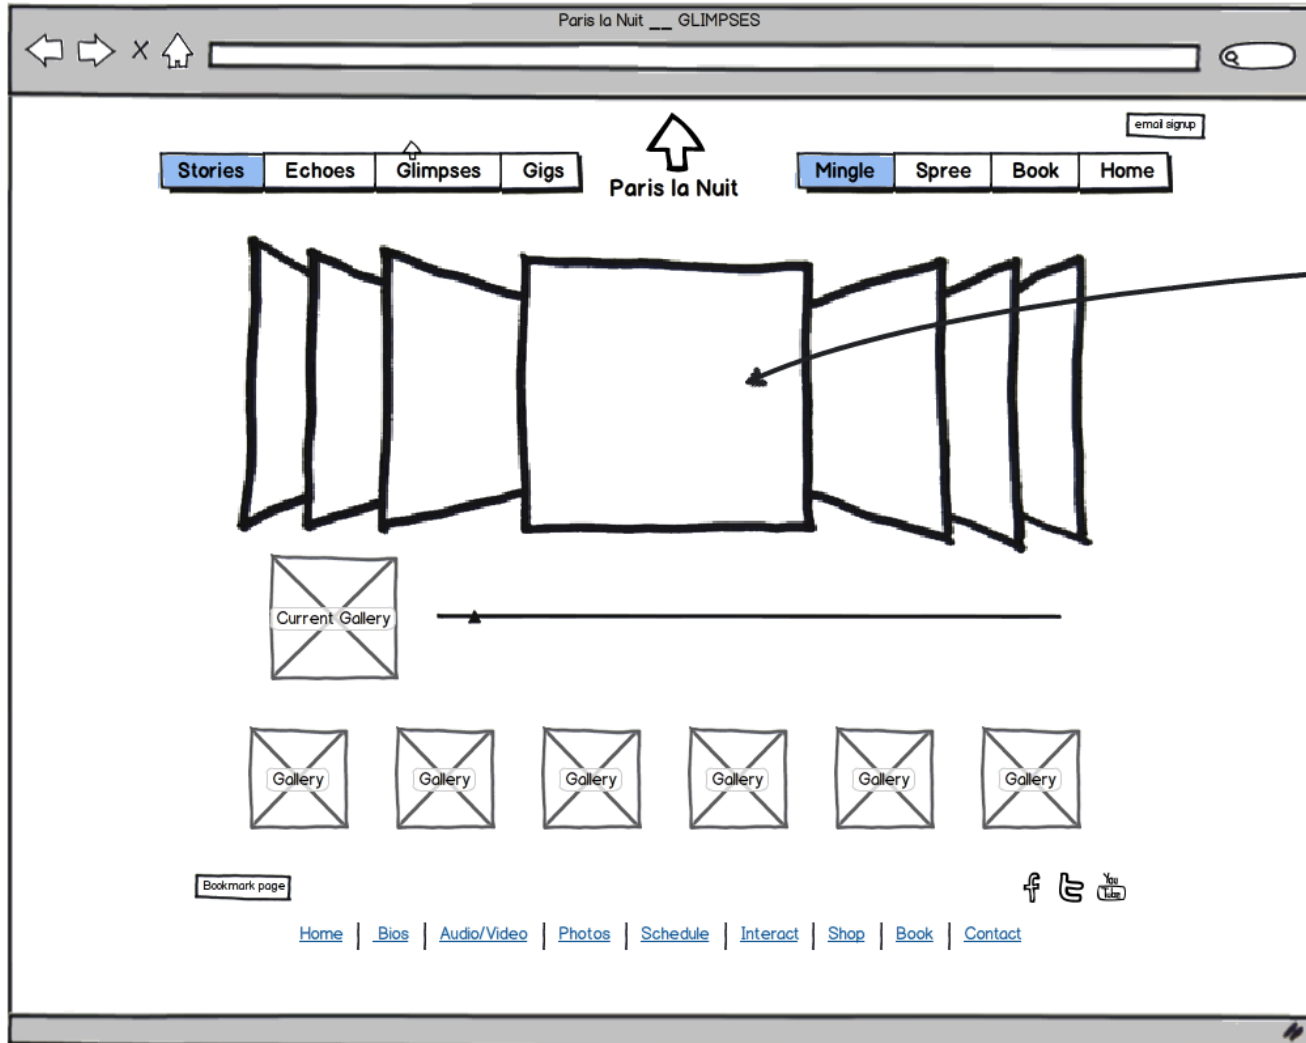 Paris la Nuit __ GLIMPSES
email signup
Stories Echoes Glimpses Gigs
Paris la Nuit
Mingle Spree Book Home
Current Gallery
Gallery Gallery Gallery Gallery Gallery Gallery
Bookmark page
You
Tube
Home | Bios | Audio/Video | Photos | Schedule | Interact | Shop | Book | Contact